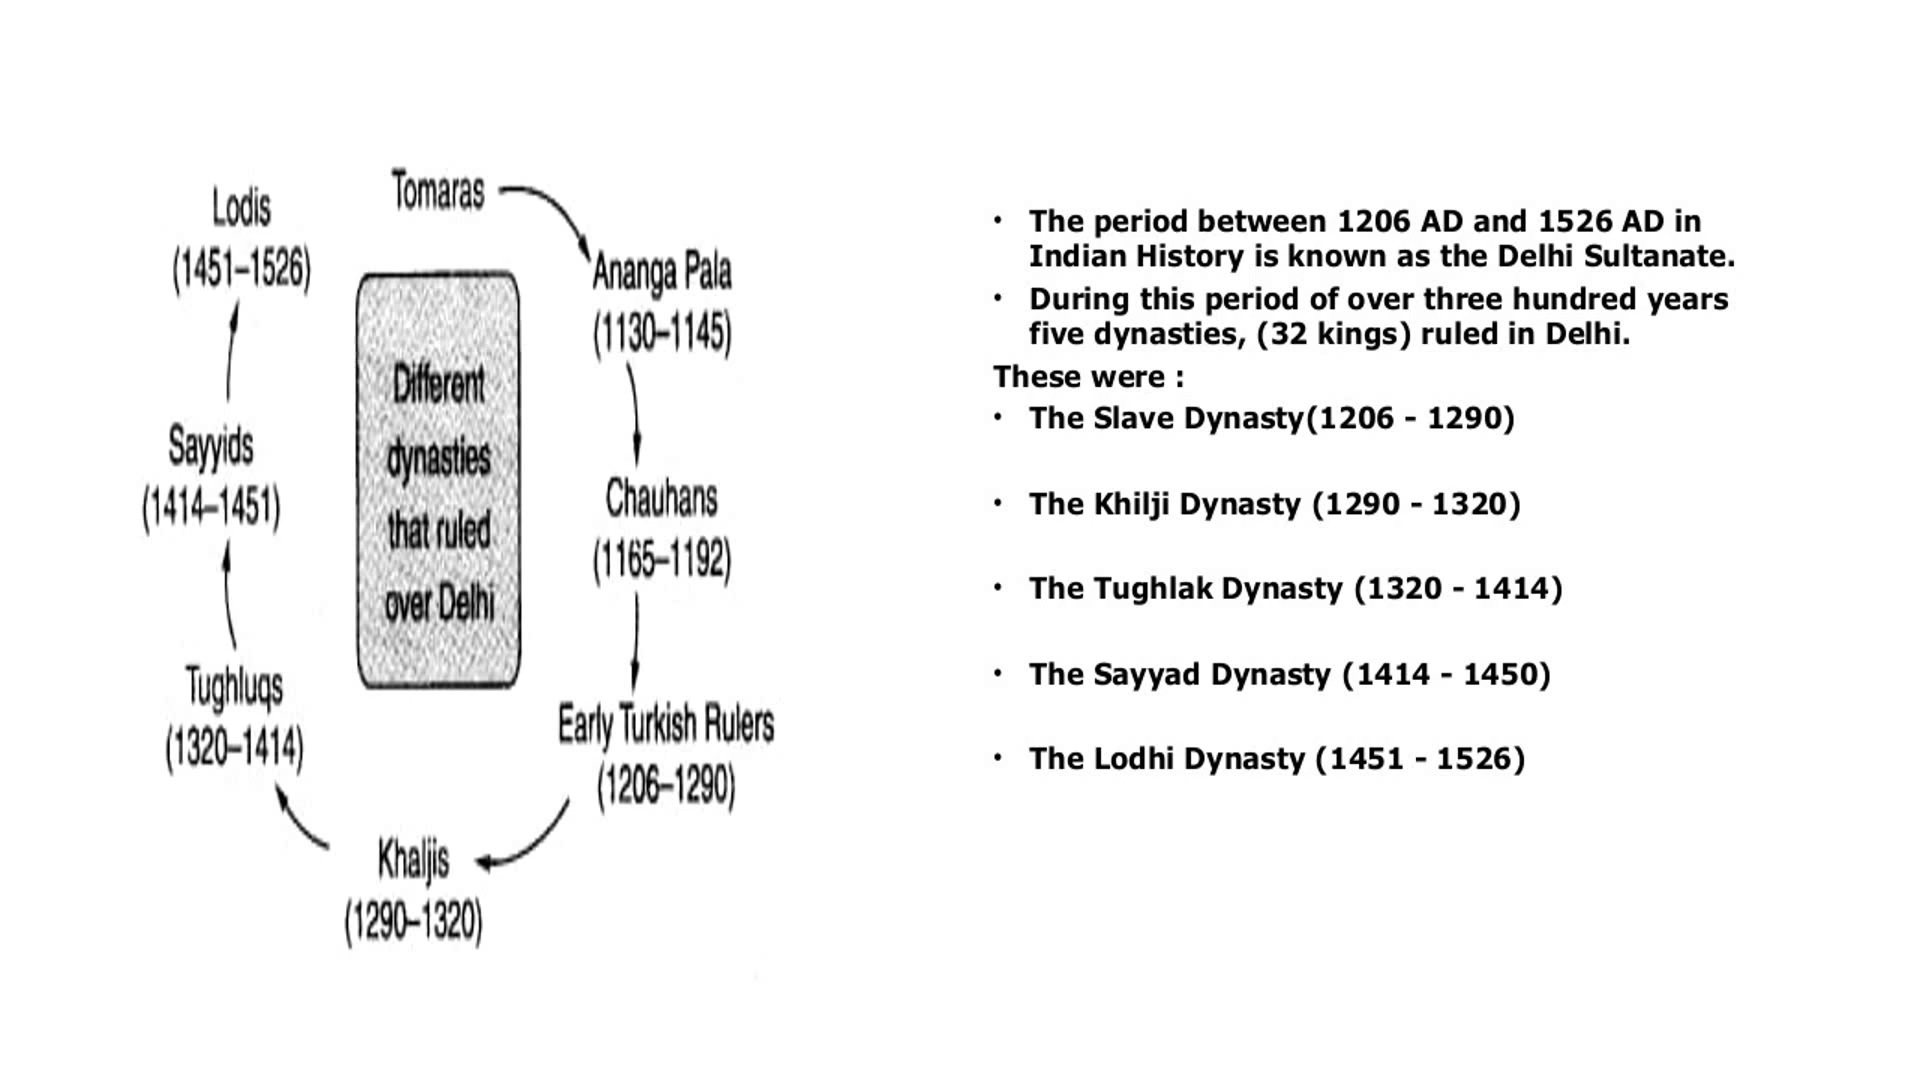 Tomaras
Ananga Pala
(1130–1145)
Chauhans
(1165–1192)
Early Turkish Rulers
(1206–1290)
Khaljis
(1290–1320)
Tughluqs
(1320–1414)
Sayyids
(1414–1451)
Lodis
(1451–1526)
Different
dynasties
that ruled
over Delhi
• The period between 1206 AD and 1526 AD in
Indian History is known as the Delhi Sultanate.
• During this period of over three hundred years
five dynasties, (32 kings) ruled in Delhi.
These were :
• The Slave Dynasty(1206 - 1290)
• The Khilji Dynasty (1290 - 1320)
• The Tughlak Dynasty (1320 - 1414)
• The Sayyad Dynasty (1414 - 1450)
• The Lodhi Dynasty (1451 - 1526)